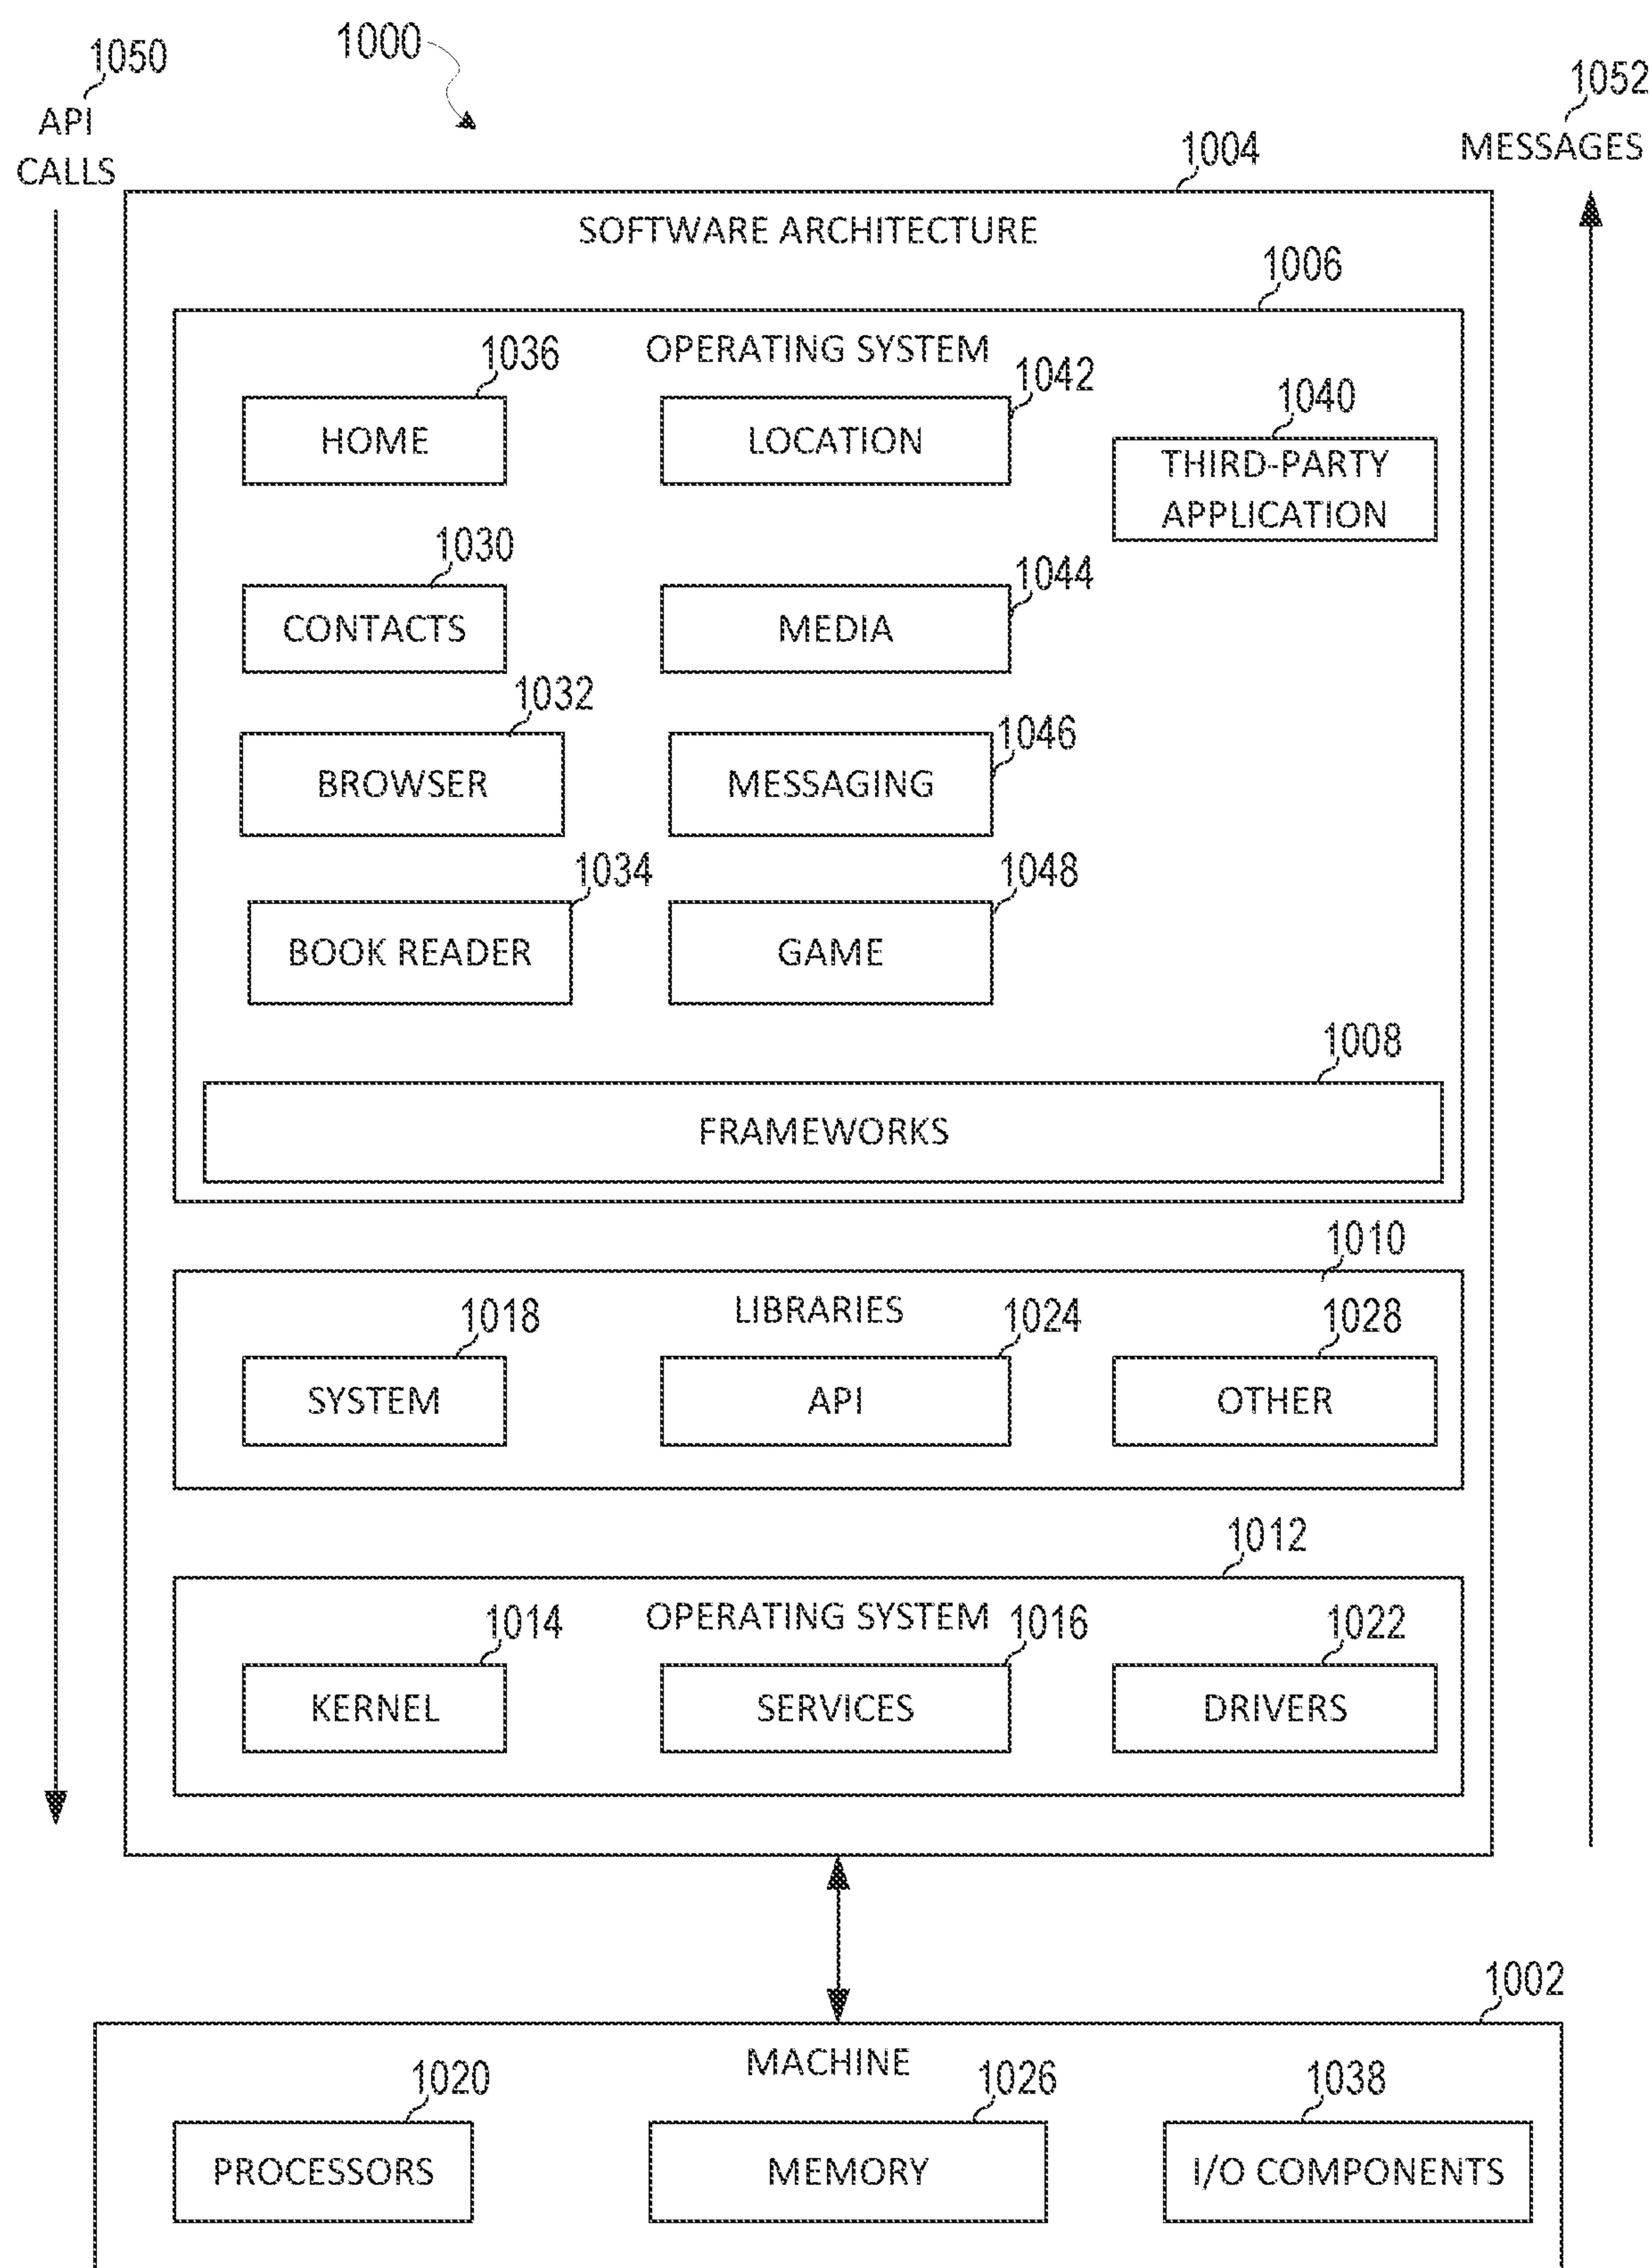 1050
1000
1052
API
CALLS
MESSAGES
1004
SOFTWARE ARCHITECTURE
1006
OPERATING SYSTEM
1036
1042
1040
HOME
LOCATION
THIRD-PARTY
APPLICATION
1030
1044
CONTACTS
MEDIA
1032
1046
BROWSER
MESSAGING
1034
1048
BOOK READER
GAME
1008
FRAMEWORKS
1010
LIBRARIES
1018
1024
1028
SYSTEM
API
OTHER
1012
OPERATING SYSTEM
1014
1016
1022
KERNEL
SERVICES
DRIVERS
1002
MACHINE
1020
1026
1038
PROCESSORS
MEMORY
I/O COMPONENTS